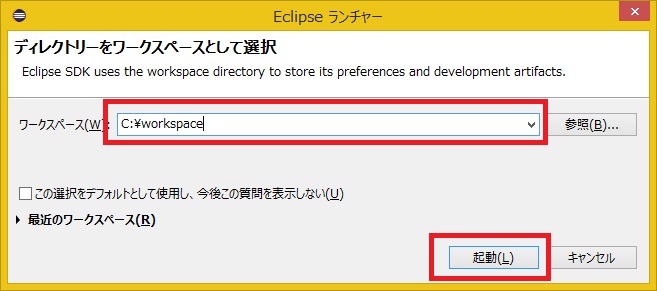 Eclipse ランチャー
ディレクトリーをワークスペースとして選択
Eclipse SDK uses the workspace directory to store its preferences and development artifacts.
ワークスペース(W): C:¥workspace 参照(B)...
この選択をデフォルトとして使用し、今後この質問を表示しない(U)
最近のワークスペース(R)
起動(L) キャンセル